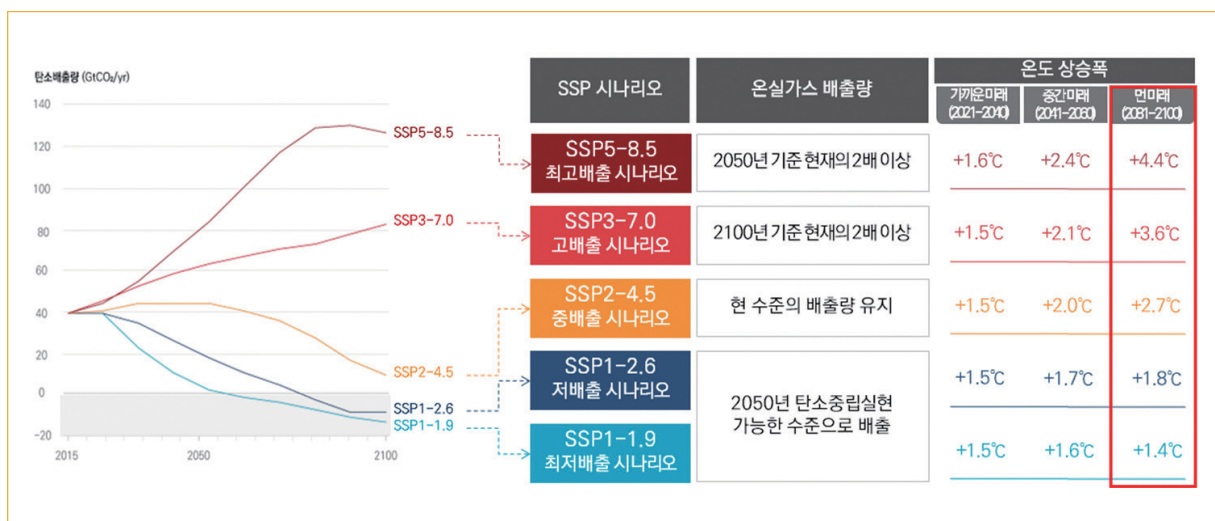 탄소배출량 (GtCO₂/yr)
140
120
100
80
60
40
20
0
-20
2015
2050
2100
SSP5-8.5
SSP3-7.0
SSP2-4.5
SSP1-2.6
SSP1-1.9
SSP 시나리오
온실가스 배출량
온도 상승폭
가까운미래
(2021-2040)
중간미래
(2041-2060)
먼미래
(2081-2100)
SSP5-8.5
최고배출 시나리오
2050년 기준 현재의 2배 이상
+1.6℃
+2.4℃
+4.4℃
SSP3-7.0
고배출 시나리오
2100년 기준 현재의 2배 이상
+1.5℃
+2.1℃
+3.6℃
SSP2-4.5
중배출 시나리오
현 수준의 배출량 유지
+1.5℃
+2.0℃
+2.7℃
SSP1-2.6
저배출 시나리오
2050년 탄소중립실현
가능한 수준으로 배출
+1.5℃
+1.7℃
+1.8℃
SSP1-1.9
최저배출 시나리오
+1.5℃
+1.6℃
+1.4℃